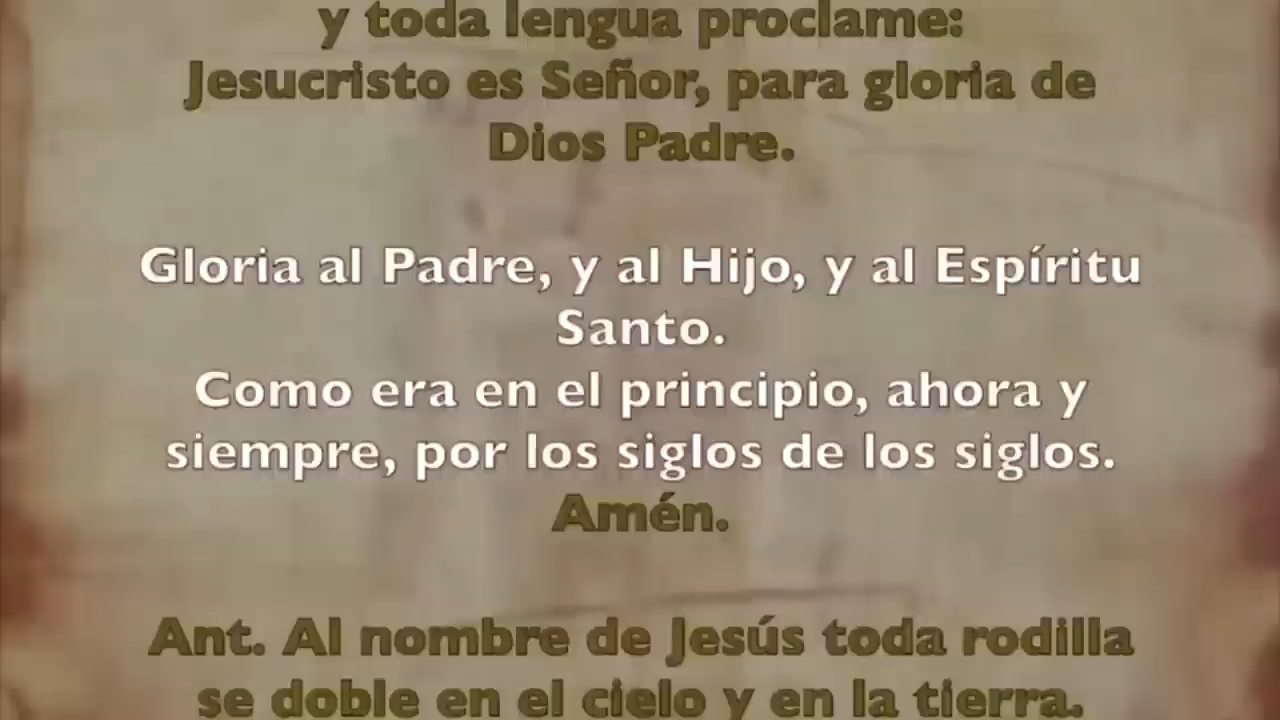 y toda lengua proclame:
Jesucristo es Señor, para gloria de
Dios Padre.
Gloria al Padre, y al Hijo, y al Espíritu
Santo.
Como era en el principio, ahora y
siempre, por los siglos de los siglos.
Amén.
Ant. Al nombre de Jesús toda rodilla
se doble en el cielo y en la tierra.